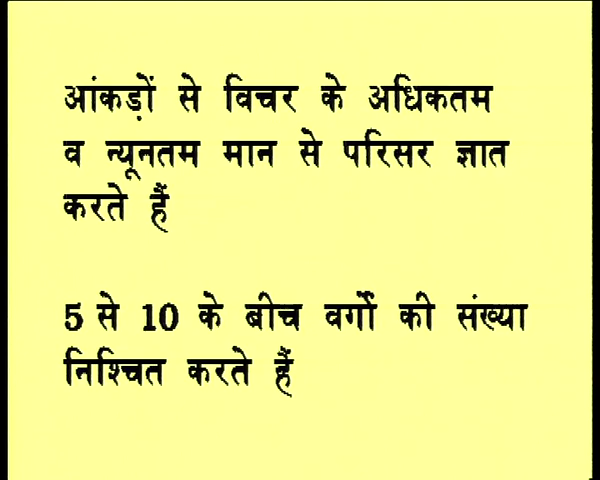 आंकड़ों से विचर के अधिकतम
व न्यूनतम मान से परिसर ज्ञात
करते हैं
5 से 10 के बीच वर्गों की संख्या
निश्चित करते हैं